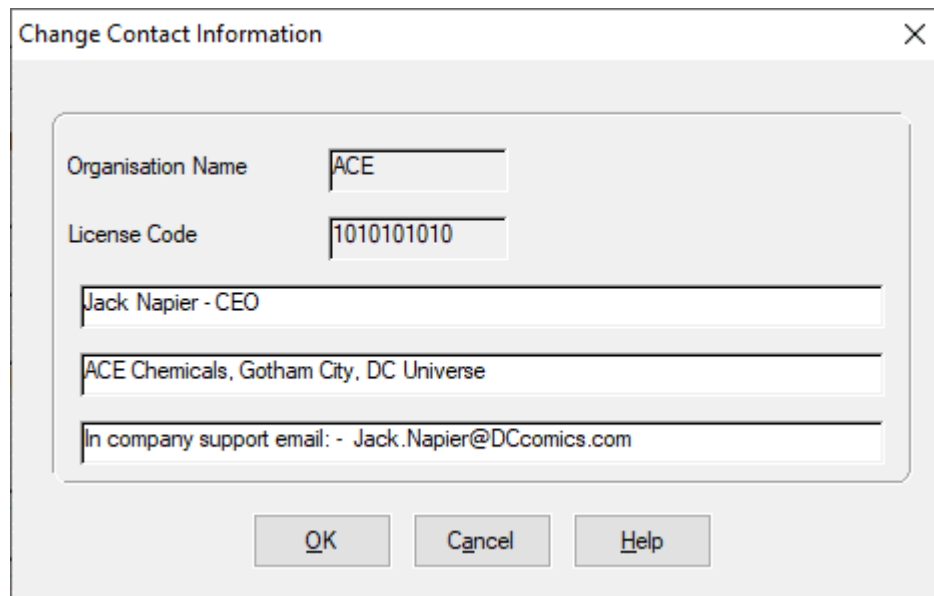 Change Contact Information
Organisation Name ACE
License Code 1010101010
Jack Napier - CEO
ACE Chemicals, Gotham City, DC Universe
In company support email: - Jack.Napier@DCcomics.com
OK Cancel Help